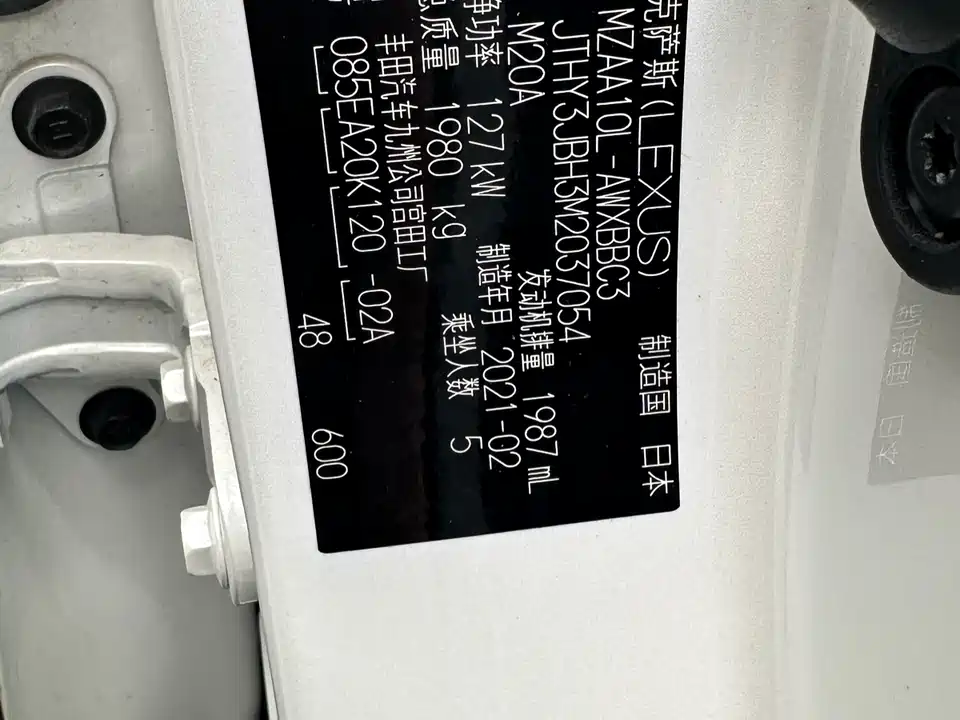 克萨斯(LEXUS) 制造国 日本
MZAA10L-AWXBBC3
JTHY3JBH3M2037054
M20A 发动机排量 1987 mL
净功率 127 kW 制造年月 2021-02
总质量 1980 kg 乘坐人数 5
丰田汽车九州公司宫田工厂
085EA20K120 -02A
48 600